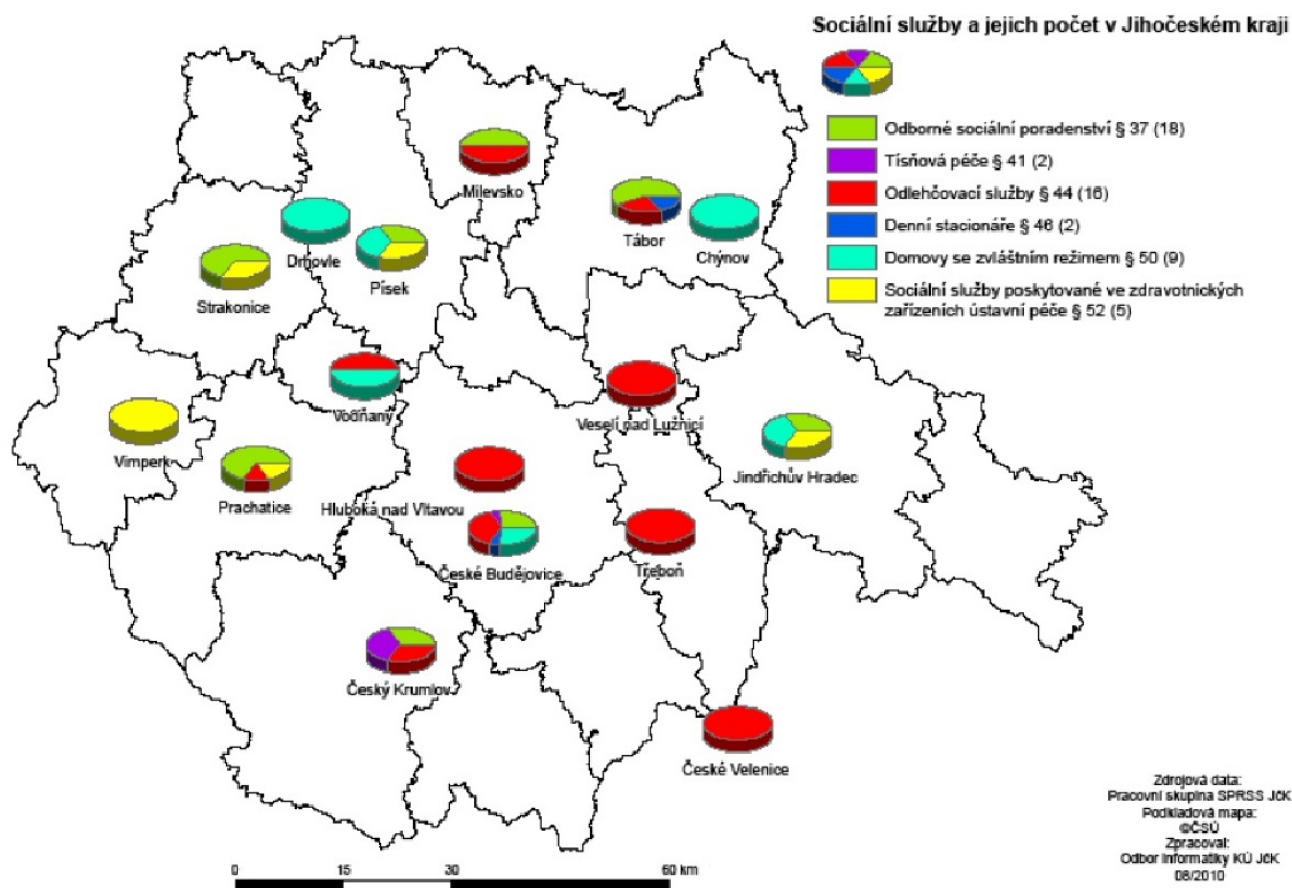 Sociální služby a jejich počet v Jihočeském kraji
Odborné sociální poradenství § 37 (18)
Tísňová péče § 41 (2)
Odlehčovací služby § 44 (16)
Denní stacionáře § 46 (2)
Domovy se zvláštním režimem § 50 (9)
Sociální služby poskytované ve zdravotnických
zařízeních ústavní péče § 52 (5)
Milevsko
Tábor
Chýnov
Drhovle
Písek
Strakonice
Vodňany
Veselí nad Lužnicí
Vimperk
Jindřichův Hradec
Prachatice
Hluboká nad Vltavou
České Budějovice
Třeboň
Český Krumlov
České Velenice
0 15 30 60 km
Zdrojová data:
Pracovní skupina SPRSS JčK
Podkladová mapa:
©ČSÚ
Zpracoval:
Odbor informatiky KÚ JčK
08/2010